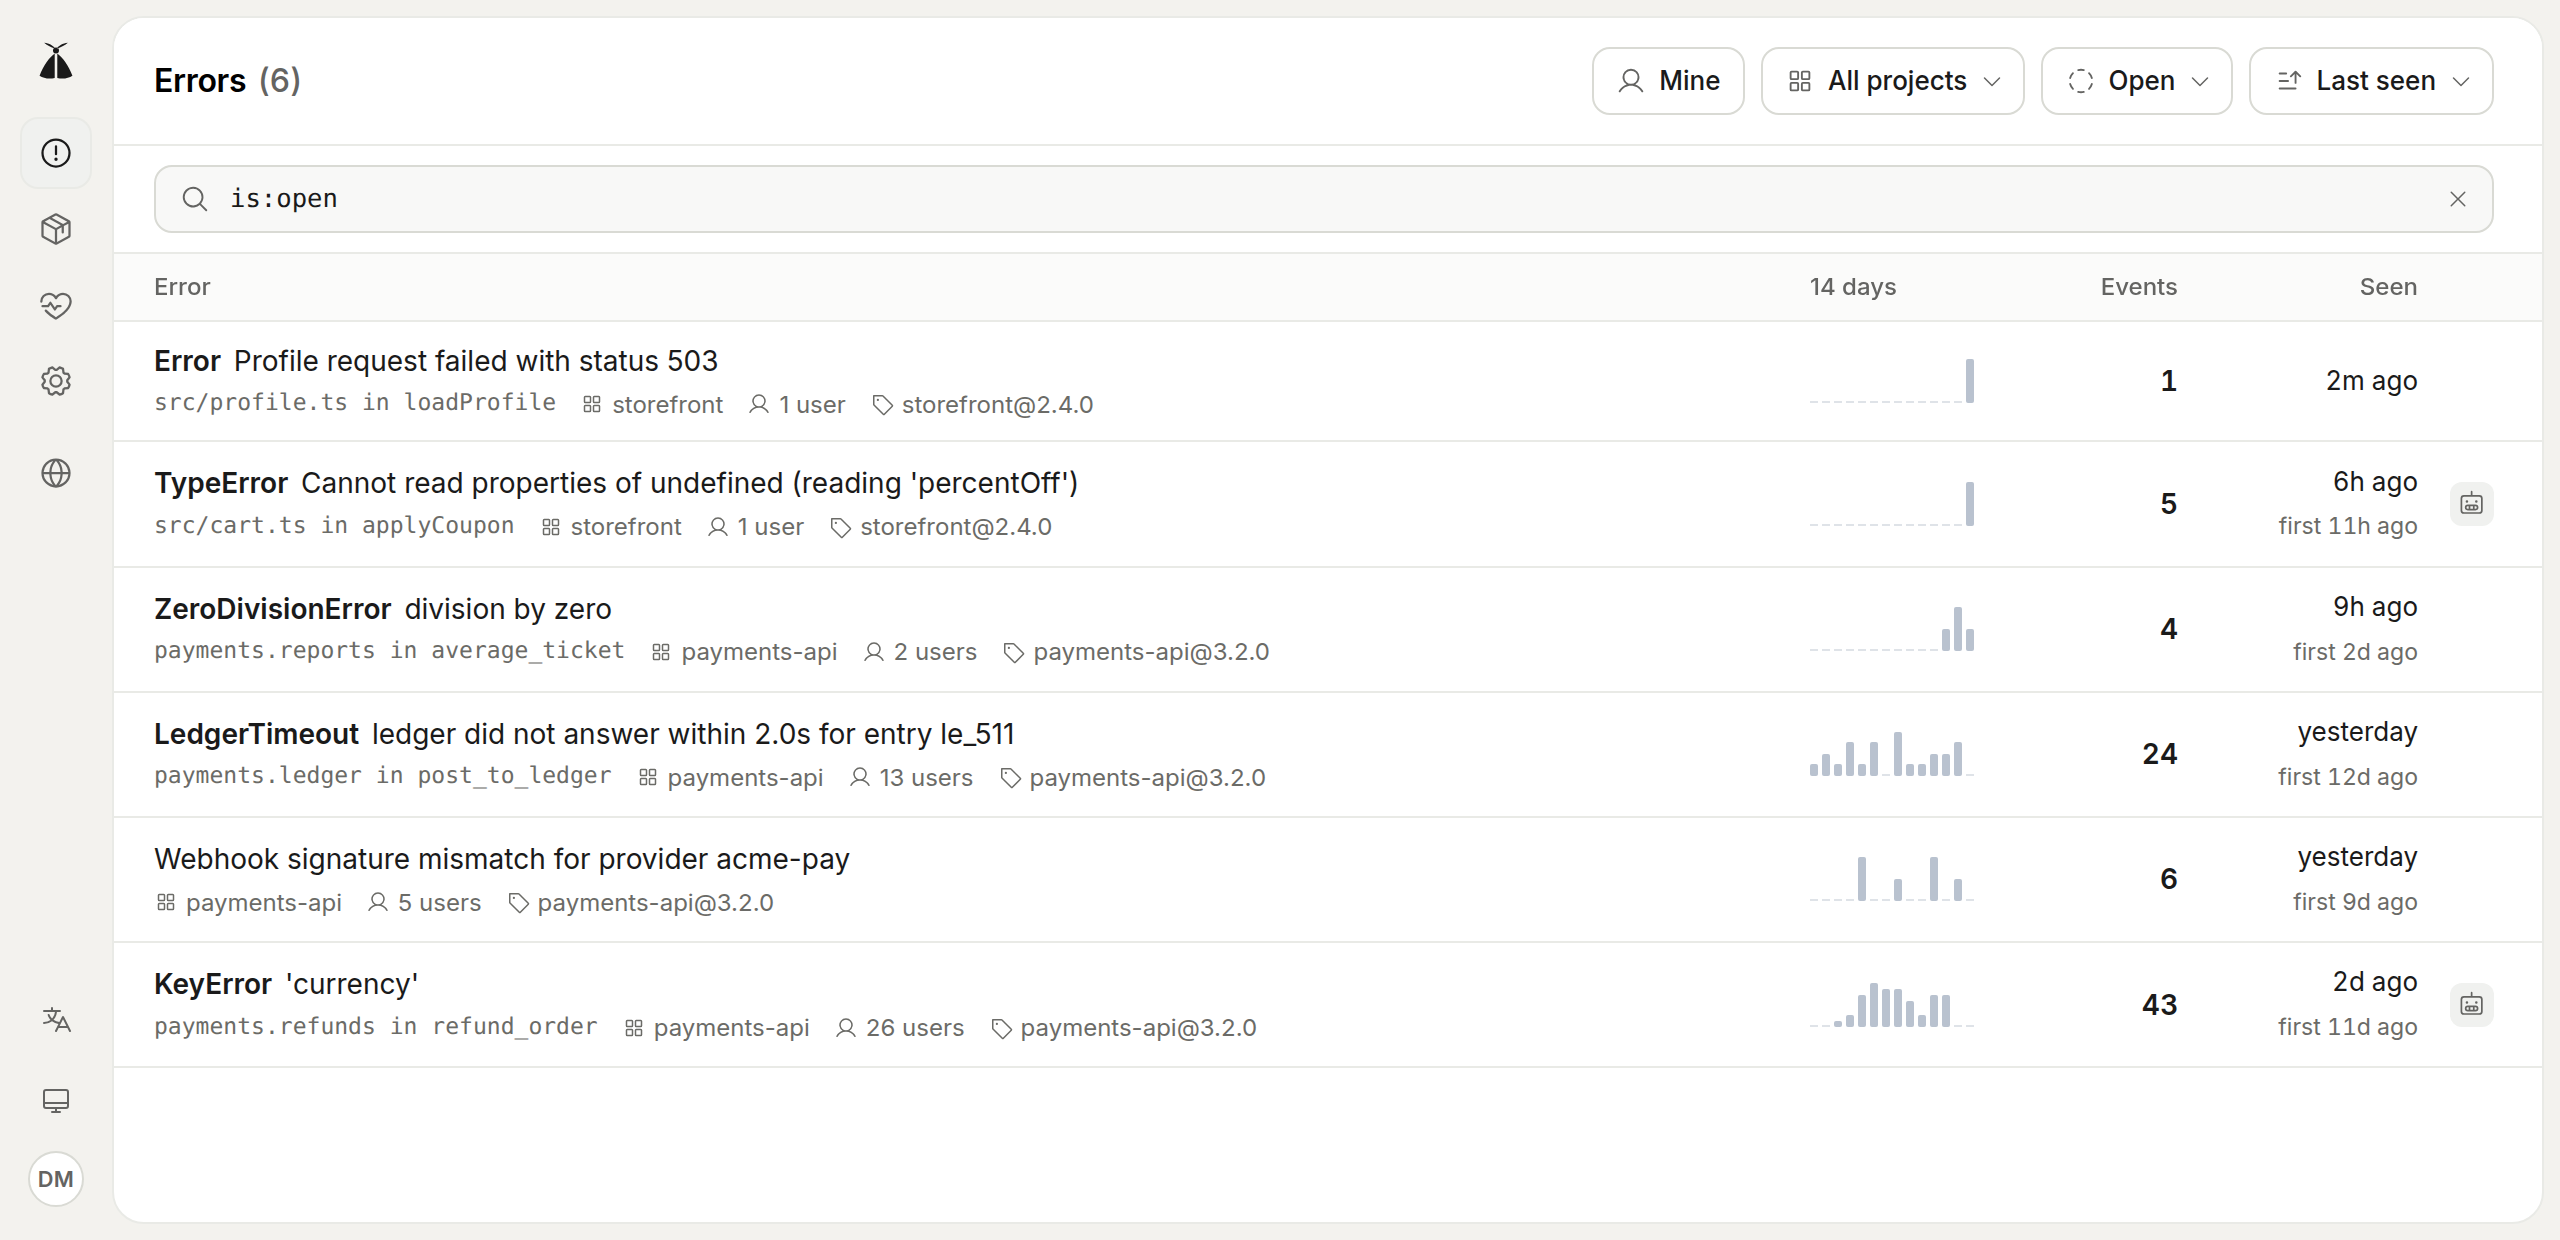 Errors (6)
Mine
All projects
Open
Last seen
is:open
Error 14 days Events Seen
Error Profile request failed with status 503
src/profile.ts in loadProfile storefront 1 user storefront@2.4.0
1
2m ago
TypeError Cannot read properties of undefined (reading 'percentOff')
src/cart.ts in applyCoupon storefront 1 user storefront@2.4.0
5
6h ago
first 11h ago
ZeroDivisionError division by zero
payments.reports in average_ticket payments-api 2 users payments-api@3.2.0
4
9h ago
first 2d ago
LedgerTimeout ledger did not answer within 2.0s for entry le_511
payments.ledger in post_to_ledger payments-api 13 users payments-api@3.2.0
24
yesterday
first 12d ago
Webhook signature mismatch for provider acme-pay
payments-api 5 users payments-api@3.2.0
6
yesterday
first 9d ago
KeyError 'currency'
payments.refunds in refund_order payments-api 26 users payments-api@3.2.0
43
2d ago
first 11d ago
DM